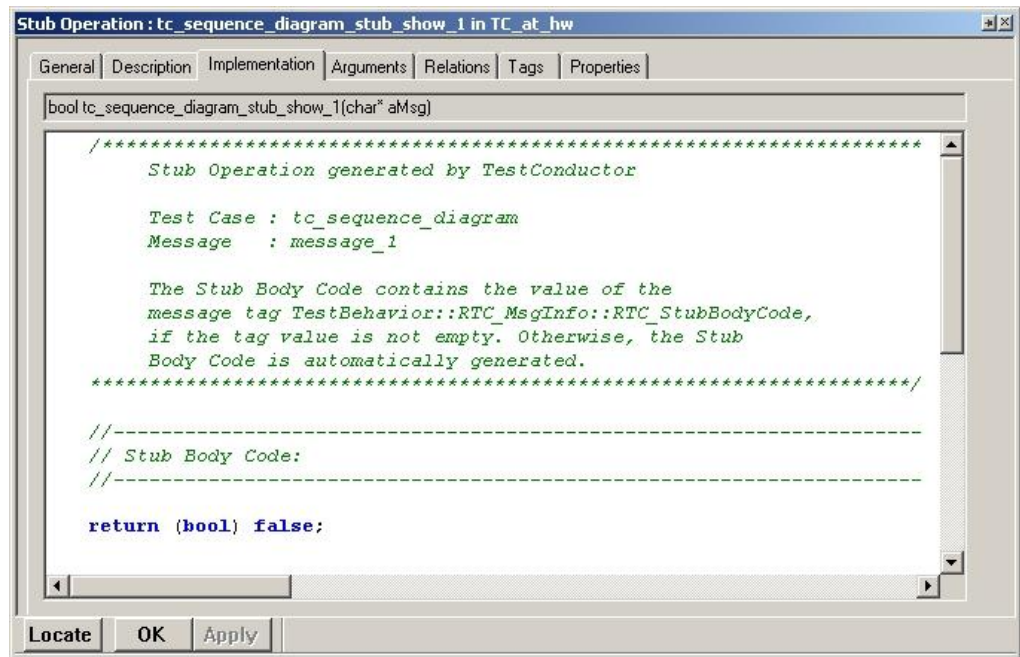 Stub Operation : tc_sequence_diagram_stub_show_1 in TC_at_hw
General Description Implementation Arguments Relations Tags Properties
bool tc_sequence_diagram_stub_show_1(char* aMsg)
/*********************************************************************
Stub Operation generated by TestConductor
Test Case : tc_sequence_diagram
Message   : message_1
The Stub Body Code contains the value of the
message tag TestBehavior::RTC_MsgInfo::RTC_StubBodyCode,
if the tag value is not empty. Otherwise, the Stub
Body Code is automatically generated.
*********************************************************************/
//--------------------------------------------------------------------
// Stub Body Code:
//--------------------------------------------------------------------
return (bool) false;
Locate OK Apply